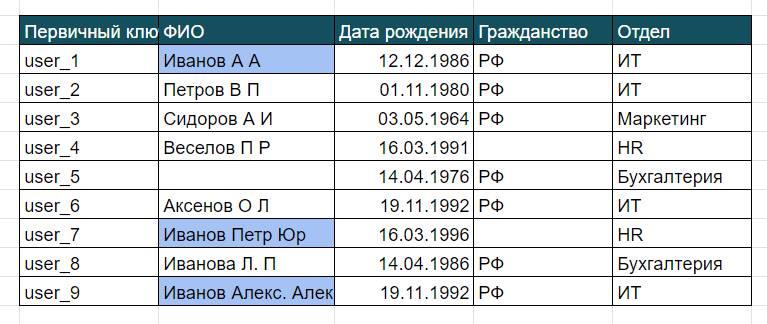 Первичный клю ФИО Дата рождения Гражданство Отдел
user_1 Иванов А А 12.12.1986 РФ ИТ
user_2 Петров В П 01.11.1980 РФ ИТ
user_3 Сидоров А И 03.05.1964 РФ Маркетинг
user_4 Веселов П Р 16.03.1991 HR
user_5 14.04.1976 РФ Бухгалтерия
user_6 Аксенов О Л 19.11.1992 РФ ИТ
user_7 Иванов Петр Юр 16.03.1996 HR
user_8 Иванова Л. П 14.04.1986 РФ Бухгалтерия
user_9 Иванов Алекс. Алек 19.11.1992 РФ ИТ